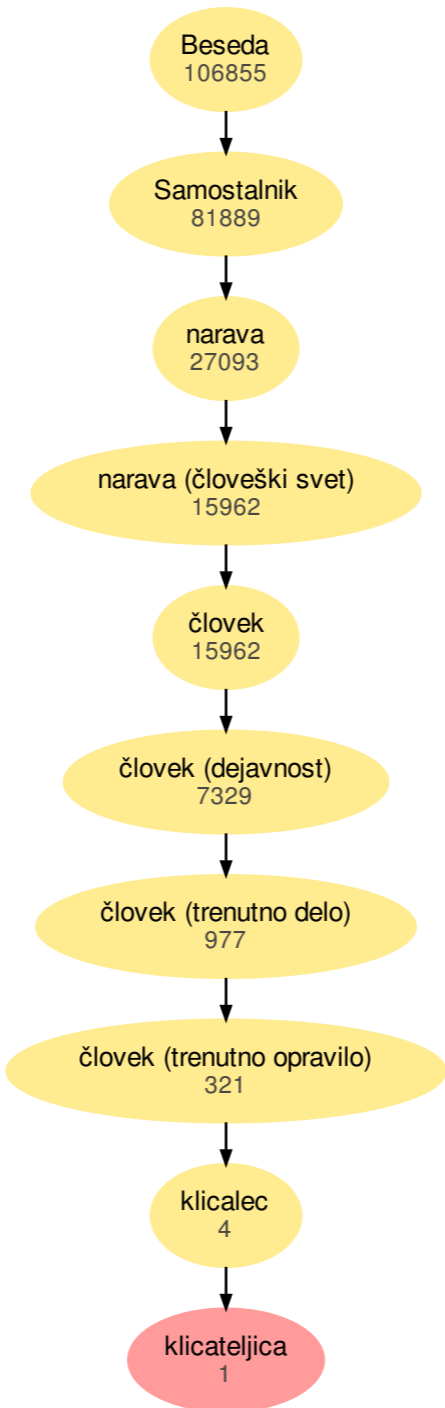 Beseda
106855
Samostalnik
81889
narava
27093
narava (človeški svet)
15962
človek
15962
človek (dejavnost)
7329
človek (trenutno delo)
977
človek (trenutno opravilo)
321
klicalec
4
klicateljica
1